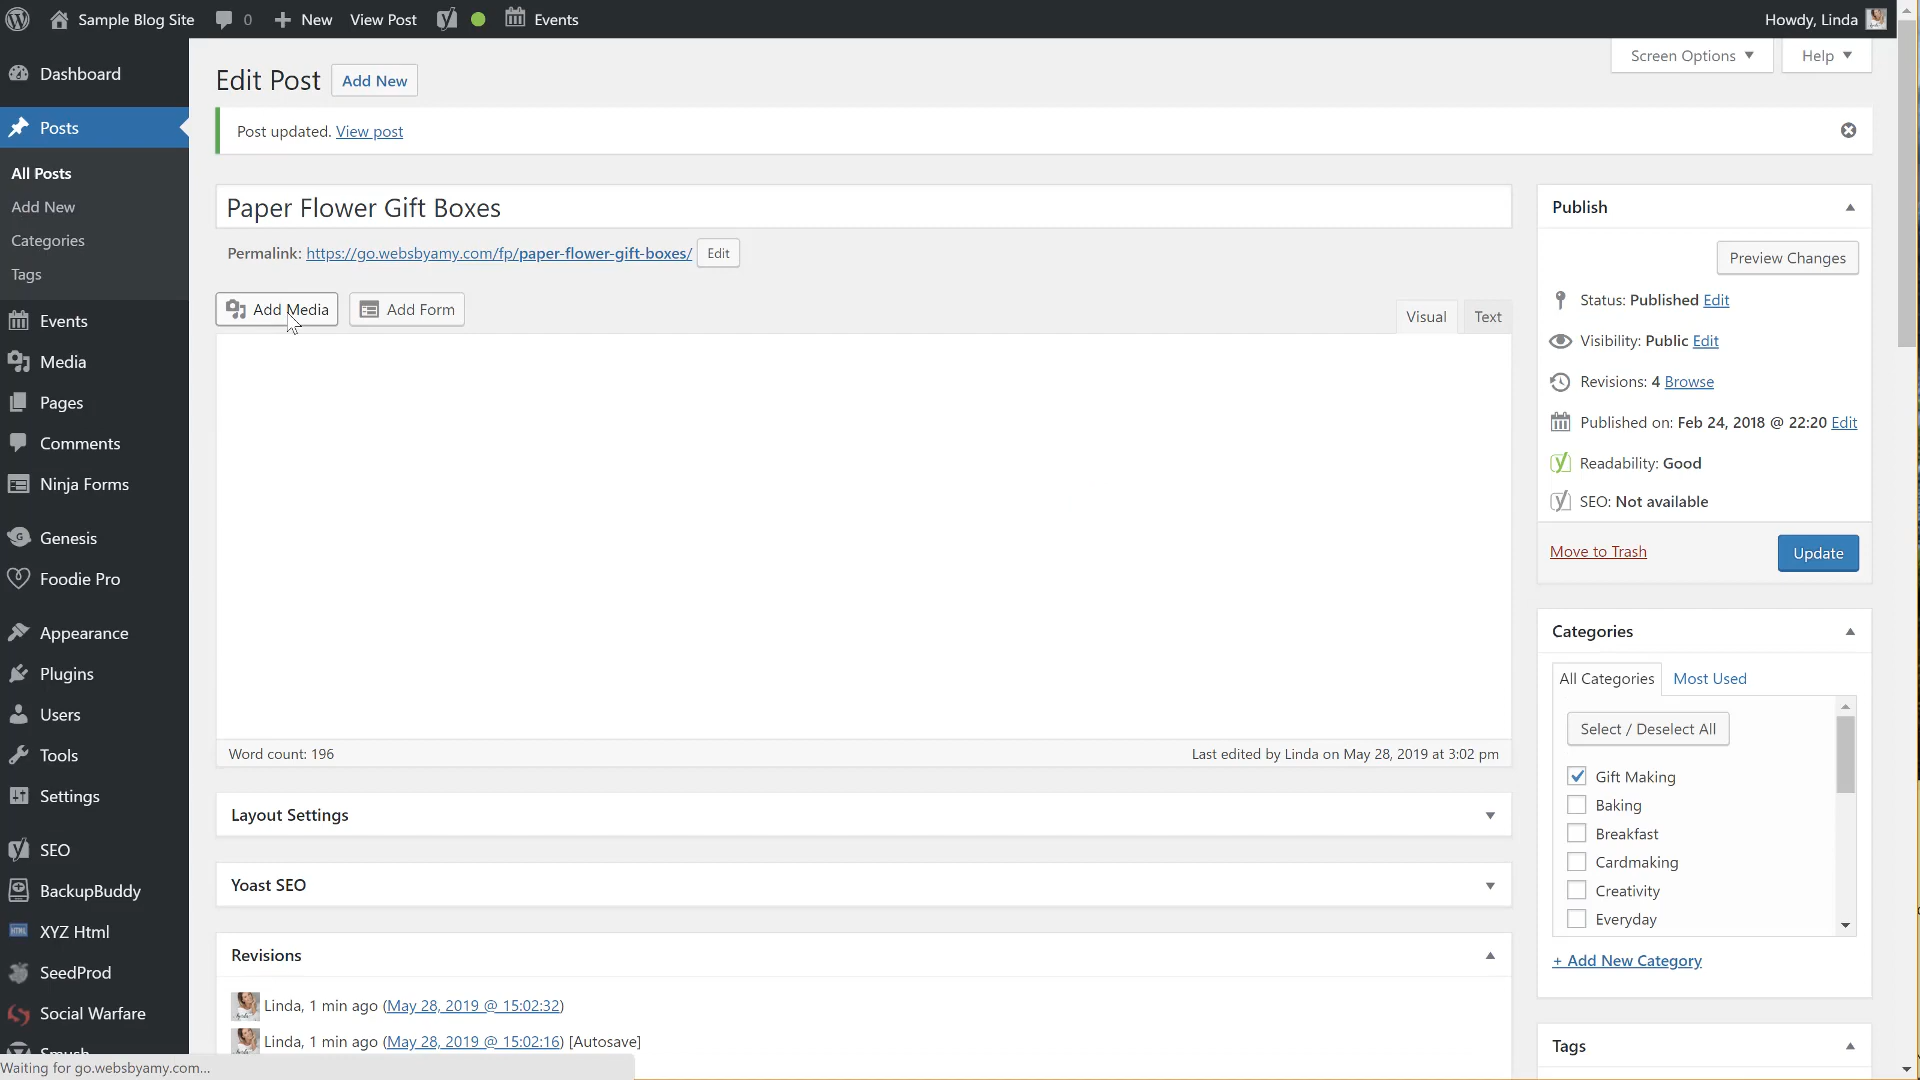 Sample Blog Site 0 New View Post Events Howdy, Linda
Screen Options Help
Dashboard
Posts
All Posts
Add New
Categories
Tags
Events
Media
Pages
Comments
Ninja Forms
Genesis
Foodie Pro
Appearance
Plugins
Users
Tools
Settings
SEO
BackupBuddy
XYZ Html
SeedProd
Social Warfare
Smush
Waiting for go.websbyamy.com...
Edit Post Add New
Post updated. View post
Paper Flower Gift Boxes
Permalink: https://go.websbyamy.com/fp/paper-flower-gift-boxes/ Edit
Add Media Add Form
Visual Text
Word count: 196 Last edited by Linda on May 28, 2019 at 3:02 pm
Layout Settings
Yoast SEO
Revisions
Linda, 1 min ago (May 28, 2019 @ 15:02:32)
Linda, 1 min ago (May 28, 2019 @ 15:02:16) [Autosave]
Publish
Preview Changes
Status: Published Edit
Visibility: Public Edit
Revisions: 4 Browse
Published on: Feb 24, 2018 @ 22:20 Edit
Readability: Good
SEO: Not available
Move to Trash Update
Categories
All Categories Most Used
Select / Deselect All
Gift Making
Baking
Breakfast
Cardmaking
Creativity
Everyday
+ Add New Category
Tags